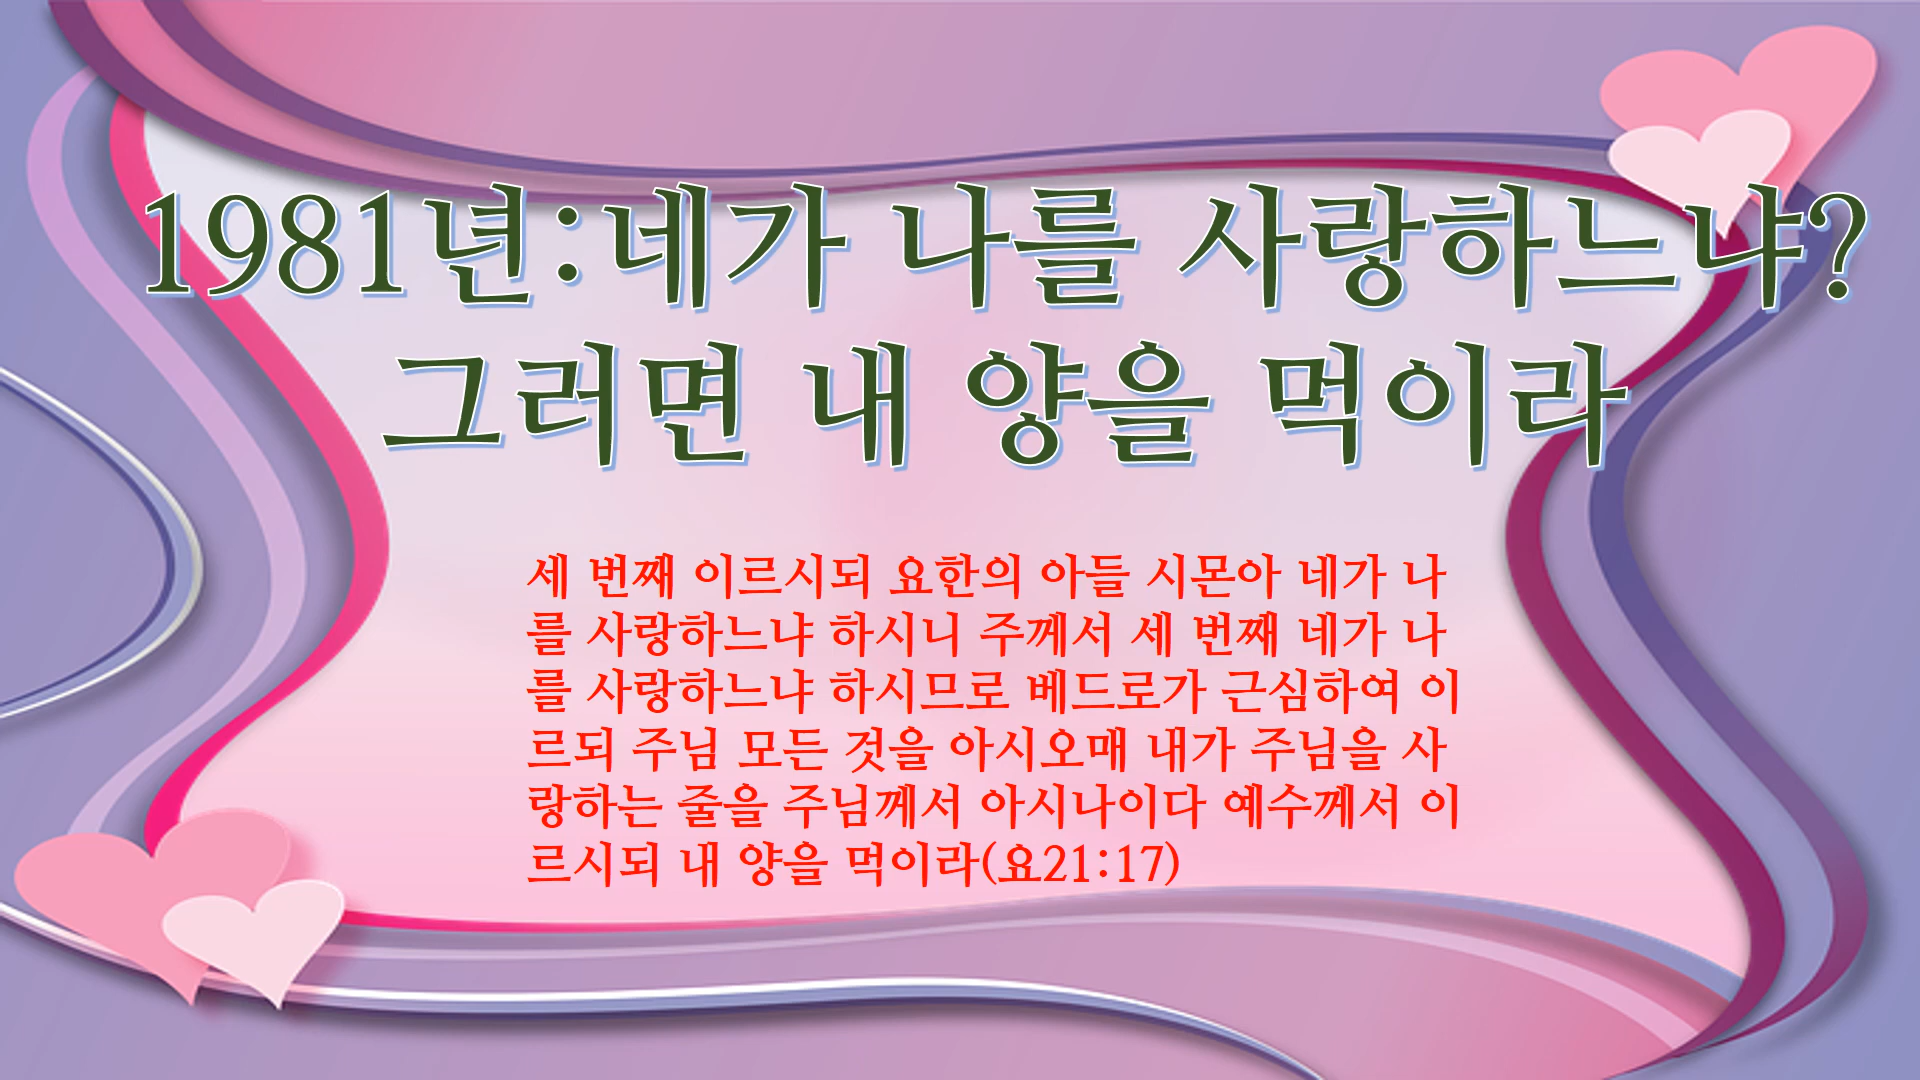 1981년:네가 나를 사랑하느냐?
그러면 내 양을 먹이라
세 번째 이르시되 요한의 아들 시몬아 네가 나
를 사랑하느냐 하시니 주께서 세 번째 네가 나
를 사랑하느냐 하시므로 베드로가 근심하여 이
르되 주님 모든 것을 아시오매 내가 주님을 사
랑하는 줄을 주님께서 아시나이다 예수께서 이
르시되 내 양을 먹이라(요21:17)